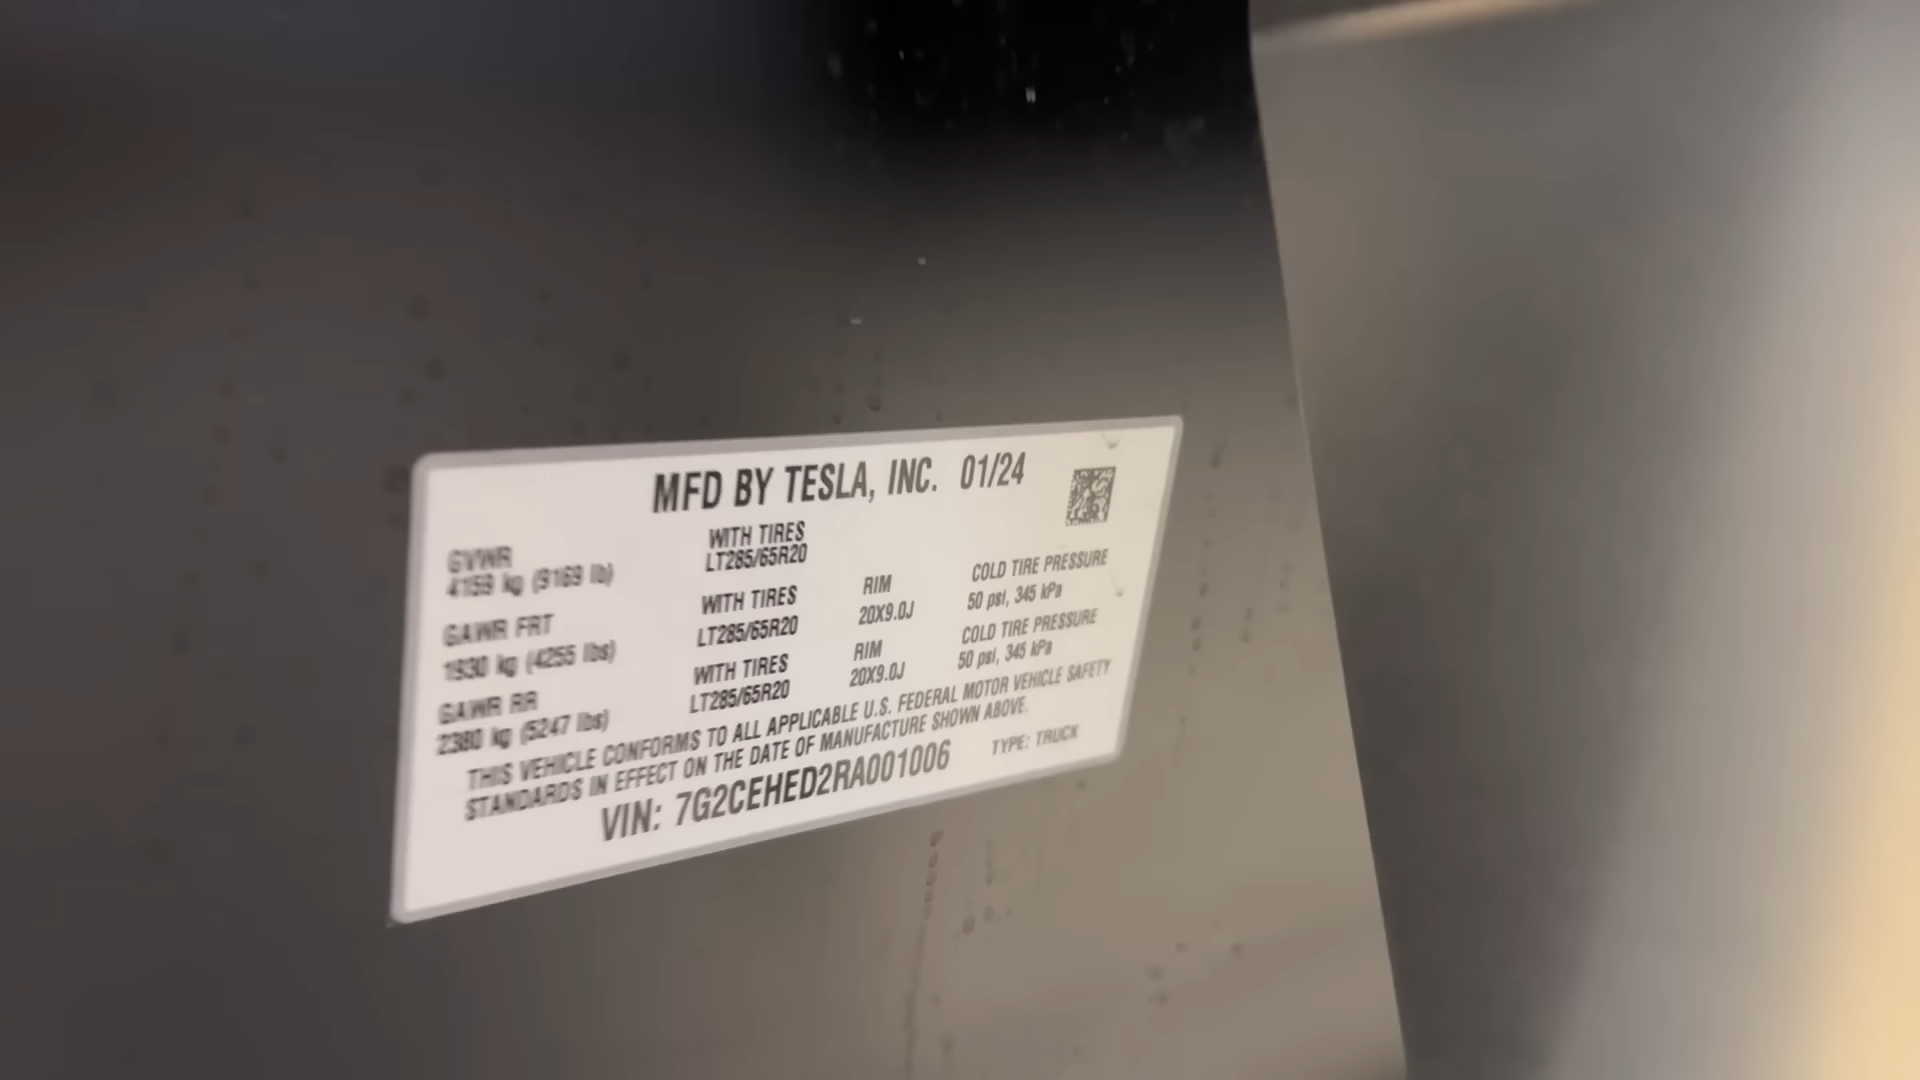 MFD BY TESLA, INC. 01/24
GVWR WITH TIRES
4159 kg (9169 lb) LT285/65R20
GAWR FRT WITH TIRES RIM COLD TIRE PRESSURE
1930 kg (4255 lbs) LT285/65R20 20X9.0J 50 psi, 345 kPa
GAWR RR WITH TIRES RIM COLD TIRE PRESSURE
2380 kg (5247 lbs) LT285/65R20 20X9.0J 50 psi, 345 kPa
THIS VEHICLE CONFORMS TO ALL APPLICABLE U.S. FEDERAL MOTOR VEHICLE SAFETY
STANDARDS IN EFFECT ON THE DATE OF MANUFACTURE SHOWN ABOVE.
VIN: 7G2CEHED2RA001006 TYPE: TRUCK